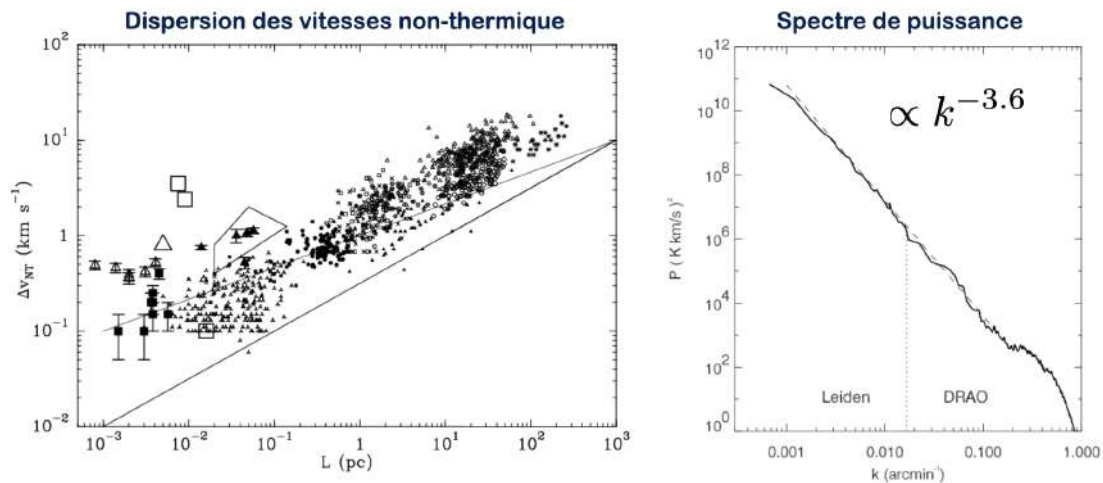 Dispersion des vitesses non-thermique
10²
10¹
1
10⁻¹
10⁻²
Δv_NT (km s⁻¹)
10⁻³ 10⁻² 10⁻¹ 1 10¹ 10² 10³
L (pc)
Spectre de puissance
10¹²
10¹⁰
10⁸
10⁶
10⁴
10²
10⁰
P ( K km/s )²
∝ k⁻³·⁶
Leiden DRAO
0.001 0.010 0.100 1.000
k (arcmin⁻¹)